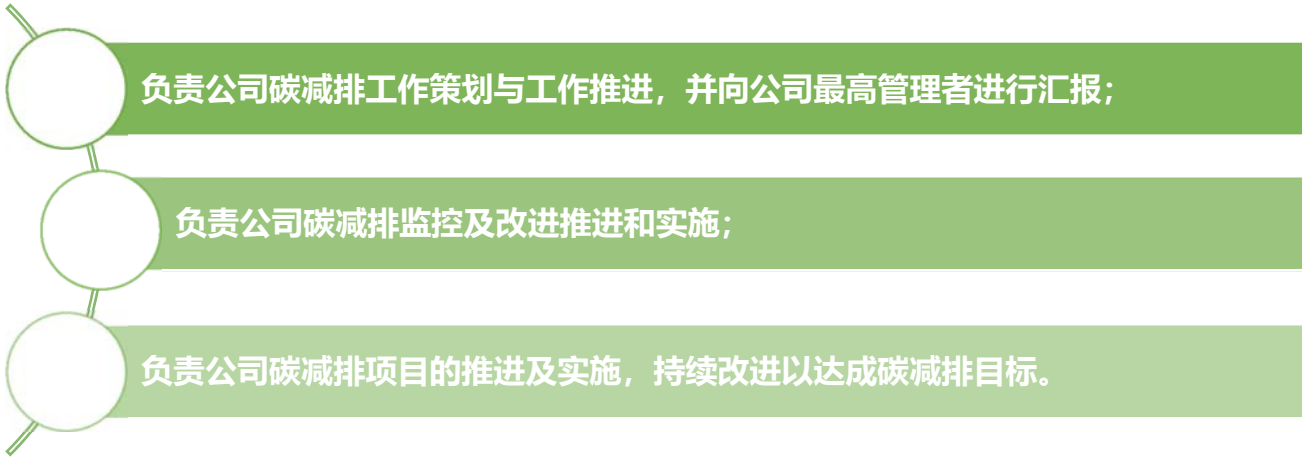 负责公司碳减排工作策划与工作推进，并向公司最高管理者进行汇报；
负责公司碳减排监控及改进推进和实施；
负责公司碳减排项目的推进及实施，持续改进以达成碳减排目标。